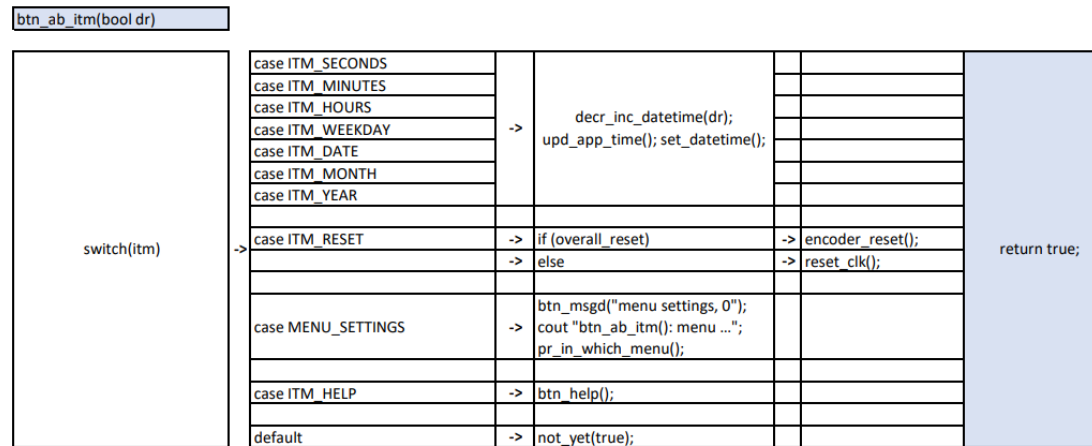 btn_ab_itm(bool dr)
case ITM_SECONDS
case ITM_MINUTES
case ITM_HOURS
case ITM_WEEKDAY
case ITM_DATE
case ITM_MONTH
case ITM_YEAR
->
decr_inc_datetime(dr);
upd_app_time(); set_datetime();
switch(itm)
->
case ITM_RESET
->
if (overall_reset)
->
encoder_reset();
->
else
->
reset_clk();
return true;
case MENU_SETTINGS
->
btn_msgd("menu settings, 0");
cout "btn_ab_itm(): menu ...";
pr_in_which_menu();
case ITM_HELP
->
btn_help();
default
->
not_yet(true);